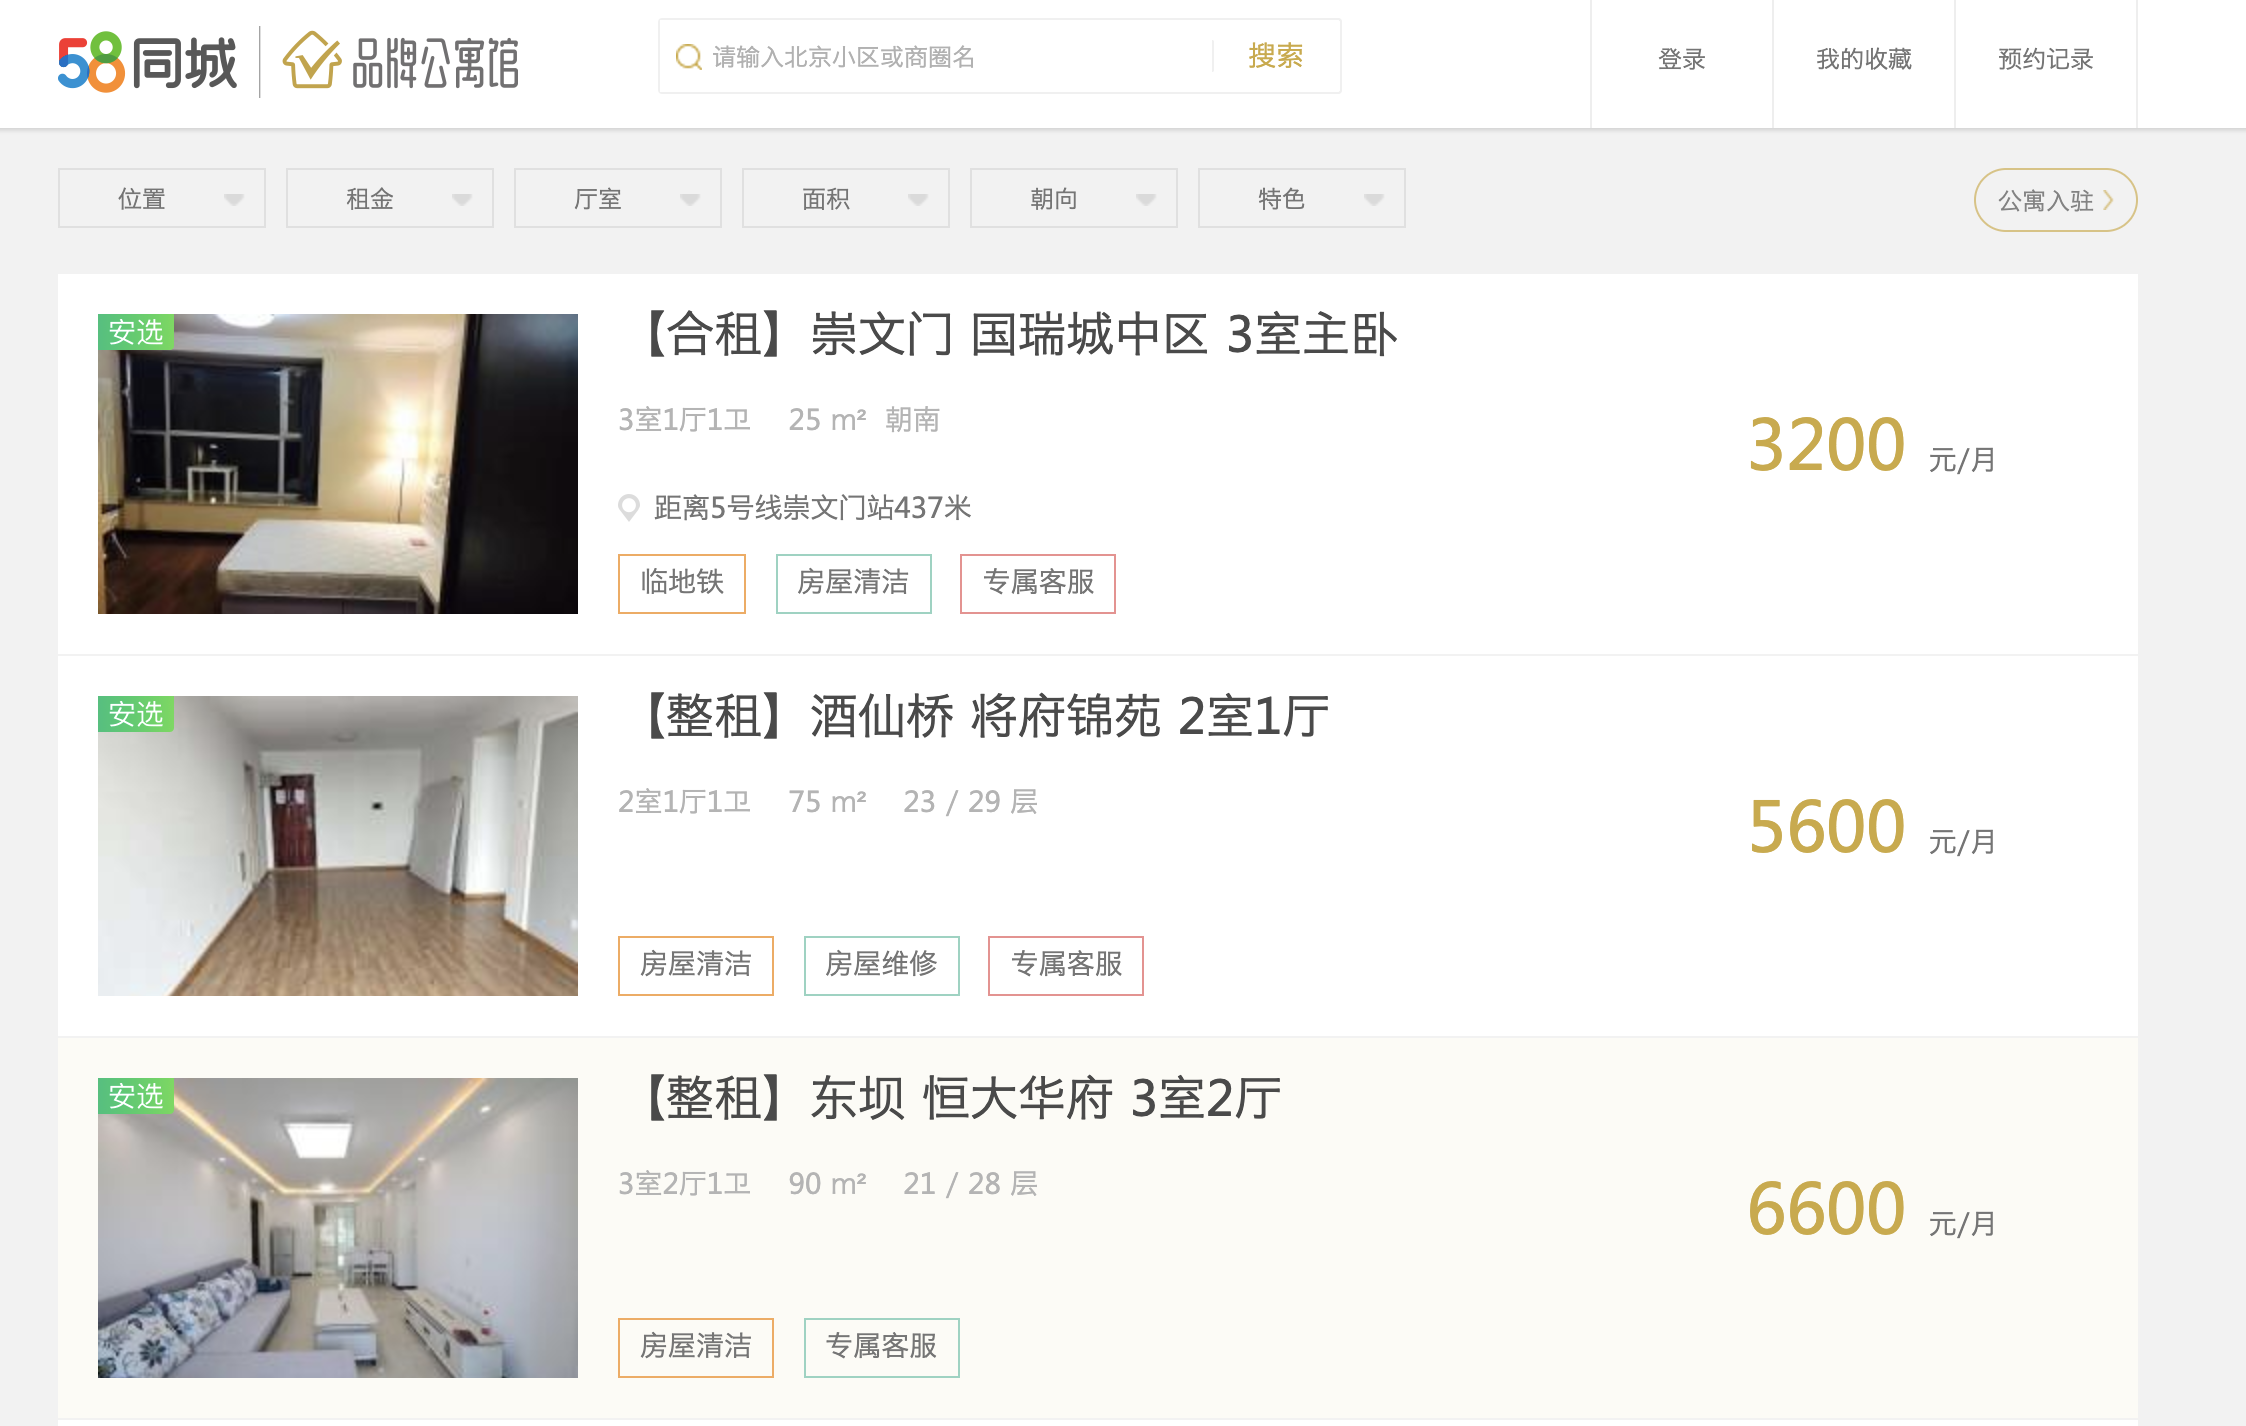 58同城 品牌公寓馆 请输入北京小区或商圈名 搜索 登录 我的收藏 预约记录
位置 租金 厅室 面积 朝向 特色 公寓入驻
安选
【合租】崇文门 国瑞城中区 3室主卧
3室1厅1卫 25 m² 朝南
3200 元/月
距离5号线崇文门站437米
临地铁 房屋清洁 专属客服
安选
【整租】酒仙桥 将府锦苑 2室1厅
2室1厅1卫 75 m² 23 / 29 层
5600 元/月
房屋清洁 房屋维修 专属客服
安选
【整租】东坝 恒大华府 3室2厅
3室2厅1卫 90 m² 21 / 28 层
6600 元/月
房屋清洁 专属客服